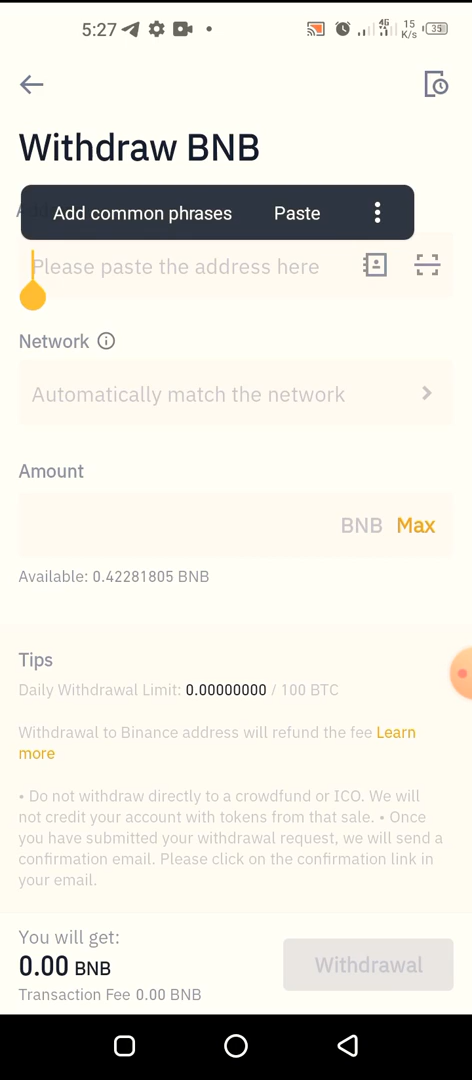 5:27
4G
15
K/s
35
Withdraw BNB
Add common phrases Paste
Please paste the address here
Network
Automatically match the network
Amount
BNB Max
Available: 0.42281805 BNB
Tips
Daily Withdrawal Limit: 0.00000000 / 100 BTC
Withdrawal to Binance address will refund the fee Learn
more
• Do not withdraw directly to a crowdfund or ICO. We will
not credit your account with tokens from that sale. • Once
you have submitted your withdrawal request, we will send a
confirmation email. Please click on the confirmation link in
your email.
You will get:
0.00 BNB
Withdrawal
Transaction Fee 0.00 BNB